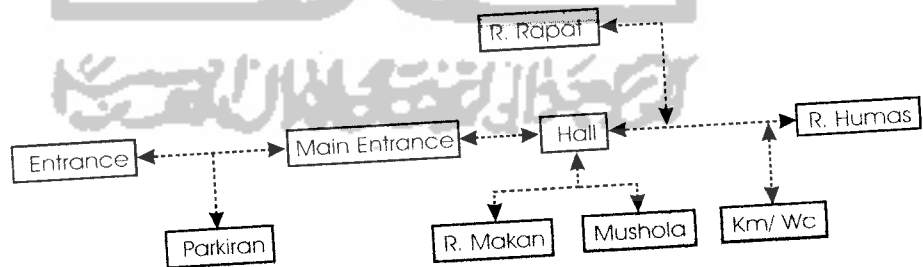 R. Rapat
R. Humas
Hall
Main Entrance
Entrance
Km/ Wc
Mushola
R. Makan
Parkiran